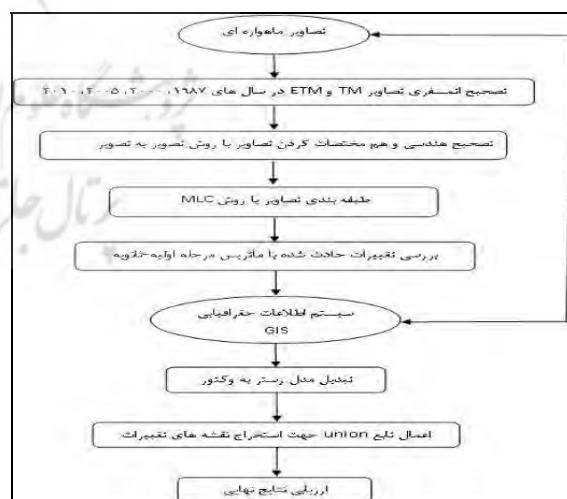 تصاویر ماهواره ای
تصحیح اتمسفری تصاویر TM و ETM در سال های ۱۹۸۷، ۲۰۰۰، ۲۰۰۵، ۲۰۱۰
تصحیح هندسی و هم مختصات کردن تصاویر با روش تصویر به تصویر
طبقه بندی تصاویر با روش MLC
بررسی تغییرات حادث شده با ماتریس مرحله اولیه-ثانویه
سیستم اطلاعات جغرافیایی
GIS
تبدیل مدل رستر به وکتور
اعمال تابع union جهت استخراج نقشه های تغییرات
ارزیابی نتایج نهایی